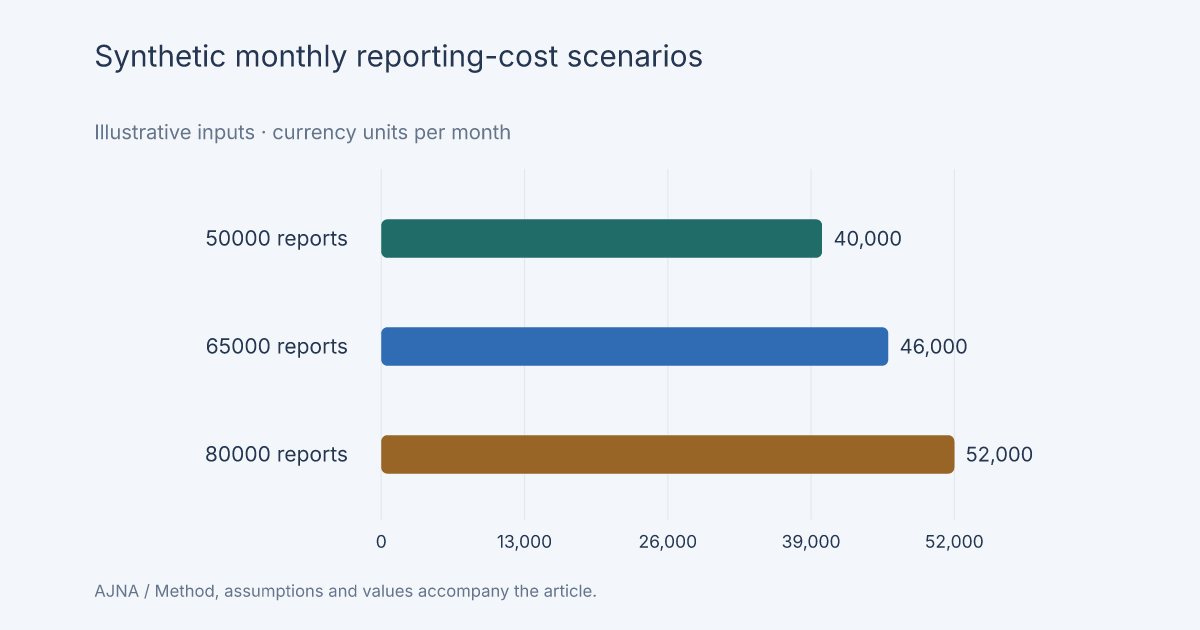 Synthetic monthly reporting-cost scenarios
Illustrative inputs · currency units per month
50000 reports 40,000
65000 reports 46,000
80000 reports 52,000
0 13,000 26,000 39,000 52,000
AJNA / Method, assumptions and values accompany the article.